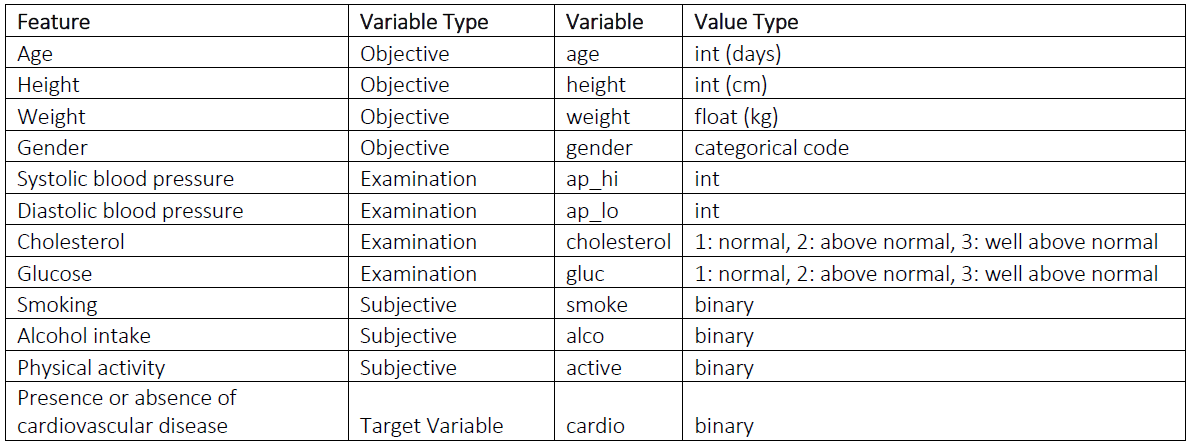 Feature Variable Type Variable Value Type
Age Objective age int (days)
Height Objective height int (cm)
Weight Objective weight float (kg)
Gender Objective gender categorical code
Systolic blood pressure Examination ap_hi int
Diastolic blood pressure Examination ap_lo int
Cholesterol Examination cholesterol 1: normal, 2: above normal, 3: well above normal
Glucose Examination gluc 1: normal, 2: above normal, 3: well above normal
Smoking Subjective smoke binary
Alcohol intake Subjective alco binary
Physical activity Subjective active binary
Presence or absence of
cardiovascular disease Target Variable cardio binary